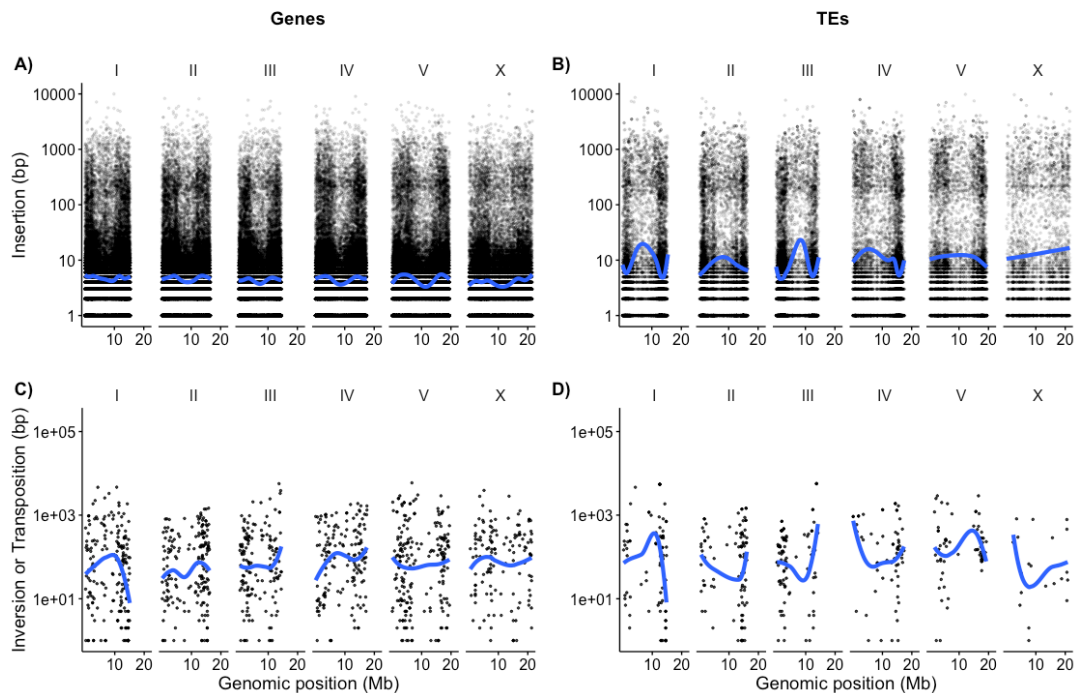 Genes TEs
A) I II III IV V X B) I II III IV V X
10000 10000
1000 1000
100 100
10 10
1 1
Insertion (bp)
10 20 10 20 10 20 10 20 10 20 10 20 10 20 10 20 10 20 10 20 10 20 10 20
C) I II III IV V X D) I II III IV V X
1e+05 1e+05
1e+03 1e+03
1e+01 1e+01
Inversion or Transposition (bp)
10 20 10 20 10 20 10 20 10 20 10 20 10 20 10 20 10 20 10 20 10 20 10 20
Genomic position (Mb) Genomic position (Mb)